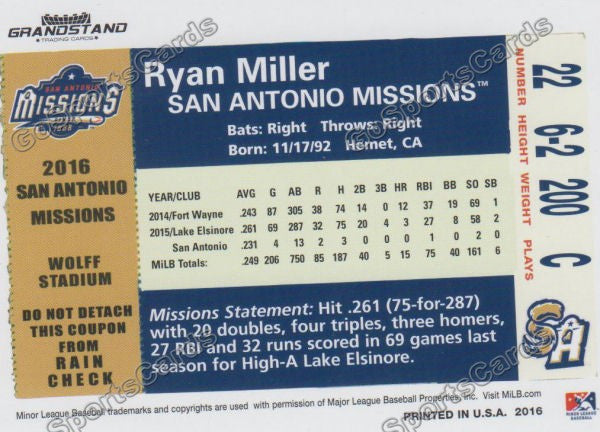 GRANDSTAND
TRADING CARDS
SAN ANTONIO
MISSIONS
2016
SAN ANTONIO
MISSIONS
WOLFF
STADIUM
DO NOT DETACH
THIS COUPON
FROM
RAIN
CHECK
Ryan Miller
SAN ANTONIO MISSIONS™
Bats: Right Throws: Right
Born: 11/17/92 Hemet, CA
YEAR/CLUB AVG G AB R H 2B 3B HR RBI BB SO SB
2014/Fort Wayne .243 87 305 38 74 14 0 12 37 19 69 1
2015/Lake Elsinore .261 69 287 32 75 20 4 3 27 8 58 2
San Antonio .231 4 13 2 3 0 0 0 1 0 2 0
MiLB Totals: .249 206 750 85 187 40 5 15 75 40 161 6
Missions Statement: Hit .261 (75-for-287)
with 20 doubles, four triples, three homers,
27 RBI and 32 runs scored in 69 games last
season for High-A Lake Elsinore.
NUMBER HEIGHT WEIGHT PLAYS
22 6-2 200 C
SA
Minor League Baseball trademarks and copyrights are used with permission of Major League Baseball Properties, Inc. Visit MiLB.com.
PRINTED IN U.S.A. 2016